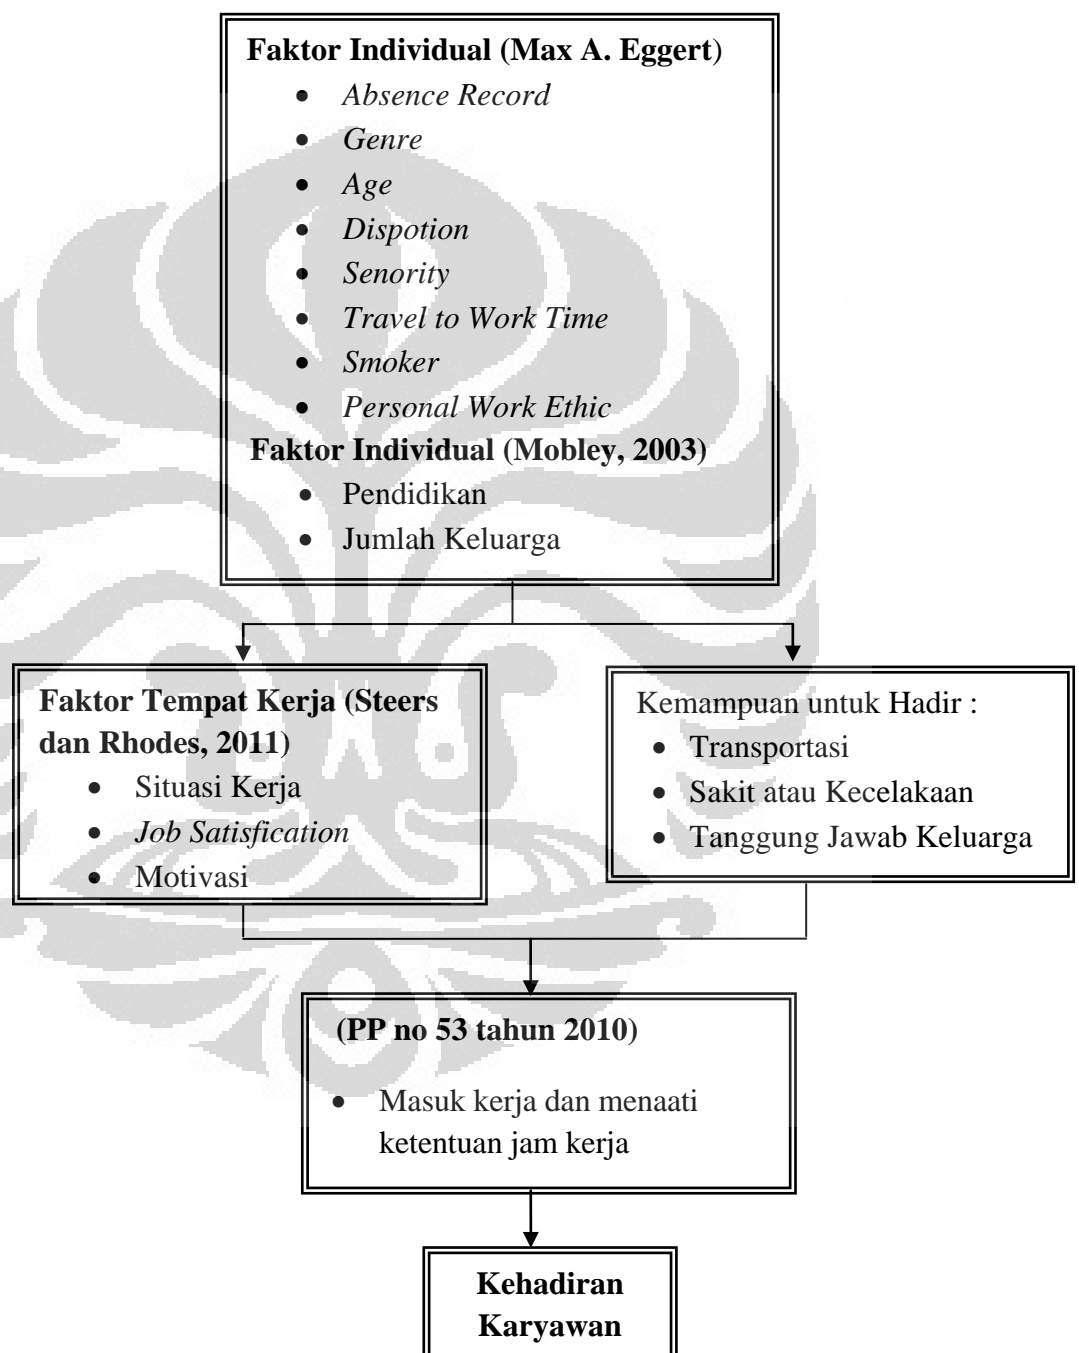 Faktor Individual (Max A. Eggert)
• Absence Record
• Genre
• Age
• Dispotion
• Senority
• Travel to Work Time
• Smoker
• Personal Work Ethic
Faktor Individual (Mobley, 2003)
• Pendidikan
• Jumlah Keluarga
Faktor Tempat Kerja (Steers
dan Rhodes, 2011)
• Situasi Kerja
• Job Satisfication
• Motivasi
Kemampuan untuk Hadir :
• Transportasi
• Sakit atau Kecelakaan
• Tanggung Jawab Keluarga
(PP no 53 tahun 2010)
• Masuk kerja dan menaati
ketentuan jam kerja
Kehadiran
Karyawan